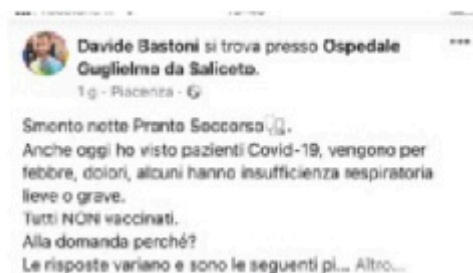 Davide Bastoni si trova presso Ospedale
Guglielmo da Saliceto.
1 g · Piacenza ·
Smonto notte Pronto Soccorso
Anche oggi ho visto pazienti Covid-19, vengono per
febbre, dolori, alcuni hanno insufficienza respiratoria
lieve o grave.
Tutti NON vaccinati.
Alla domanda perché?
Le risposte variano e sono le seguenti pi... Altro...